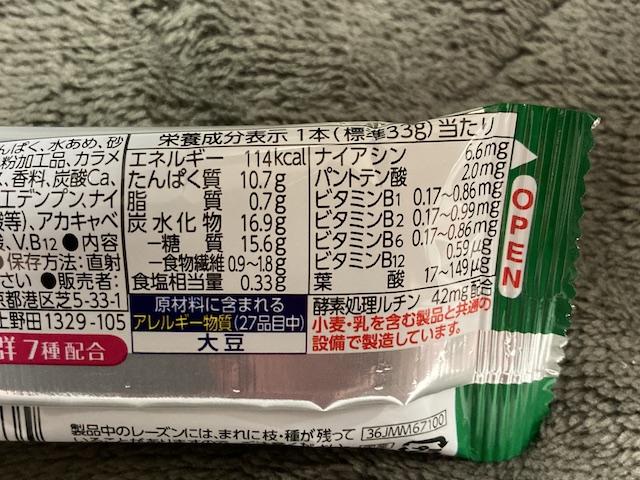 んぱく、水あめ、砂
粉加工品、カラメ
、香料、炭酸Ca、
エデンプン、ナイ
酸等)、アカキャベ
、V.B12 ●内容
●保存方法:直射
さい ●販売者:
京都港区芝5-33-1
上野田1329-105
群7種配合
栄養成分表示 1本(標準33g)当たり
エネルギー 114kcal
たんぱく質 10.7g
脂質 0.7g
炭水化物 16.9g
-糖質 15.6g
-食物繊維 0.9~1.8g
食塩相当量 0.33g
ナイアシン 6.6mg
パントテン酸 2.0mg
ビタミンB1 0.17~0.86mg
ビタミンB2 0.17~0.99mg
ビタミンB6 0.17~0.86mg
ビタミンB12 0.59μg
葉酸 17~149μg
酵素処理ルチン 42mg配合
原材料に含まれる
アレルギー物質(27品目中)
大豆
小麦・乳を含む製品と共通の
設備で製造しています。
OPEN
製品中のレーズンには、まれに枝・種が残って
36JMM67100